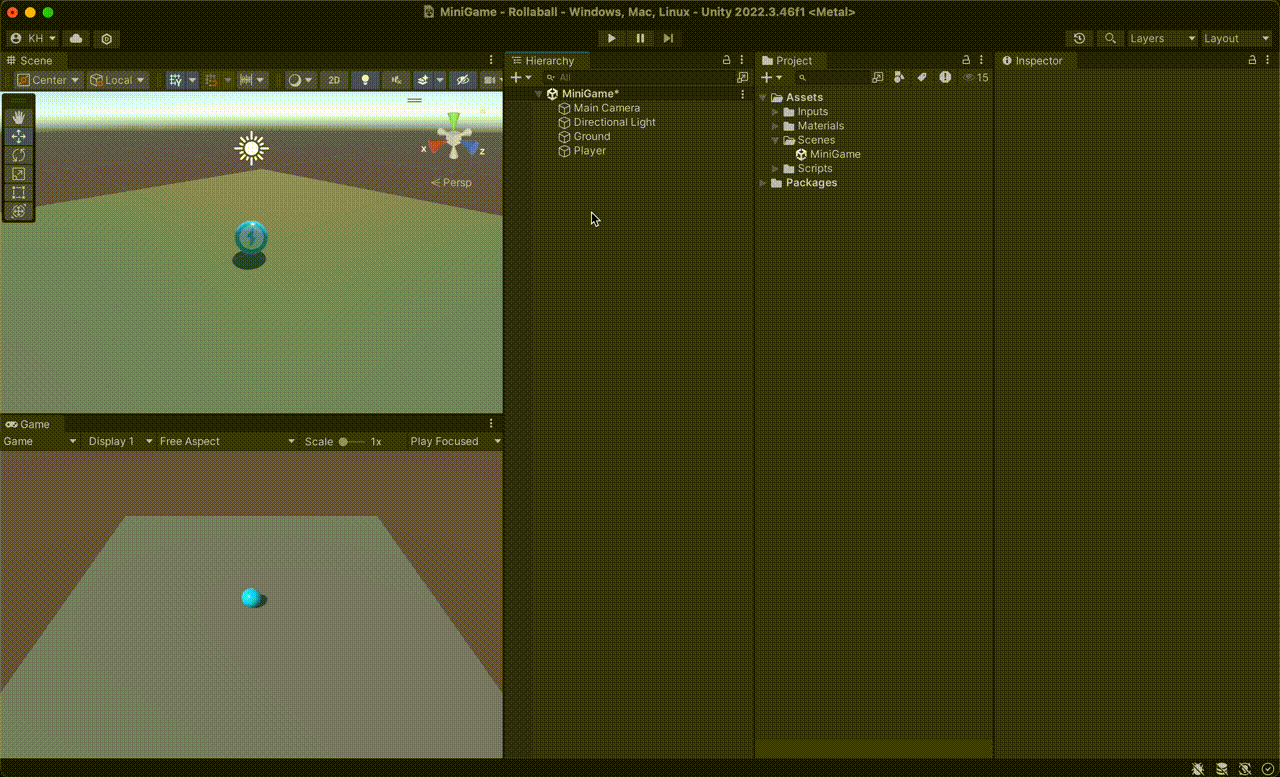 MiniGame - Rollaball - Windows, Mac, Linux - Unity 2022.3.46f1 <Metal>
KH
Layers
Layout
Scene
Center
Local
2D
x
z
Persp
Game
Game
Display 1
Free Aspect
Scale
1x
Play Focused
Hierarchy
All
MiniGame*
Main Camera
Directional Light
Ground
Player
Project
15
Assets
Inputs
Materials
Scenes
MiniGame
Scripts
Packages
Inspector